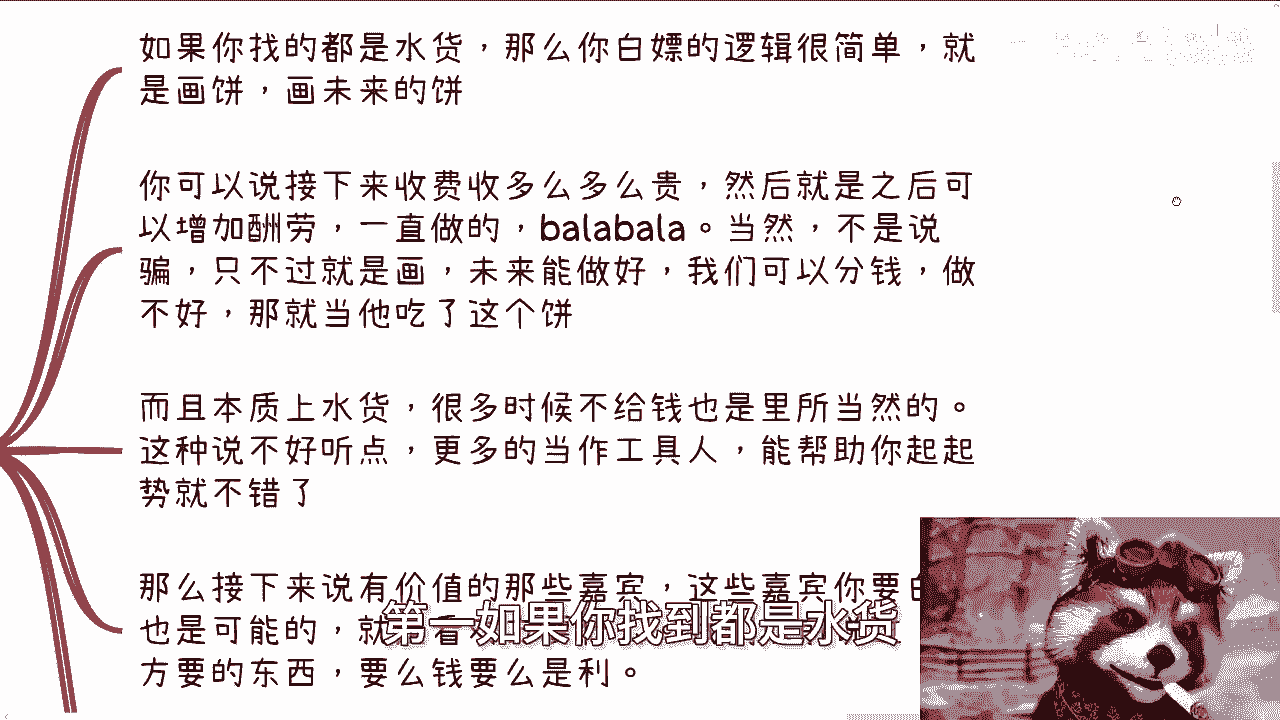 如果你找的都是水货，那么你白嫖的逻辑很简单，就
是画饼，画未来的饼
你可以说接下来收费收多么多么贵，然后就是之后可
以增加酬劳，一直做的，balabala。当然，不是说
骗，只不过就是画，未来能做好，我们可以分钱，做
不好，那就当他吃了这个饼
而且本质上水货，很多时候不给钱也是里所当然的。
这种说不好听点，更多的当作工具人，能帮助你起起
势就不错了
那么接下来说有价值的那些嘉宾，这些嘉宾你要
也是可能的，就看
第一如果你找到都是水货
方要的东西，要么钱要么是利。